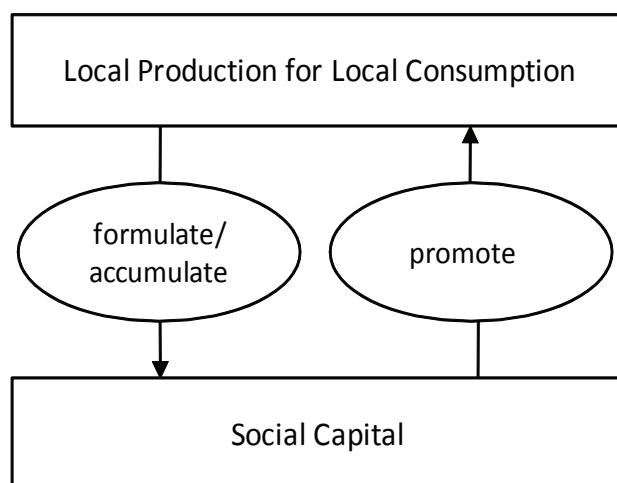 Local Production for Local Consumption
formulate/
accumulate
promote
Social Capital